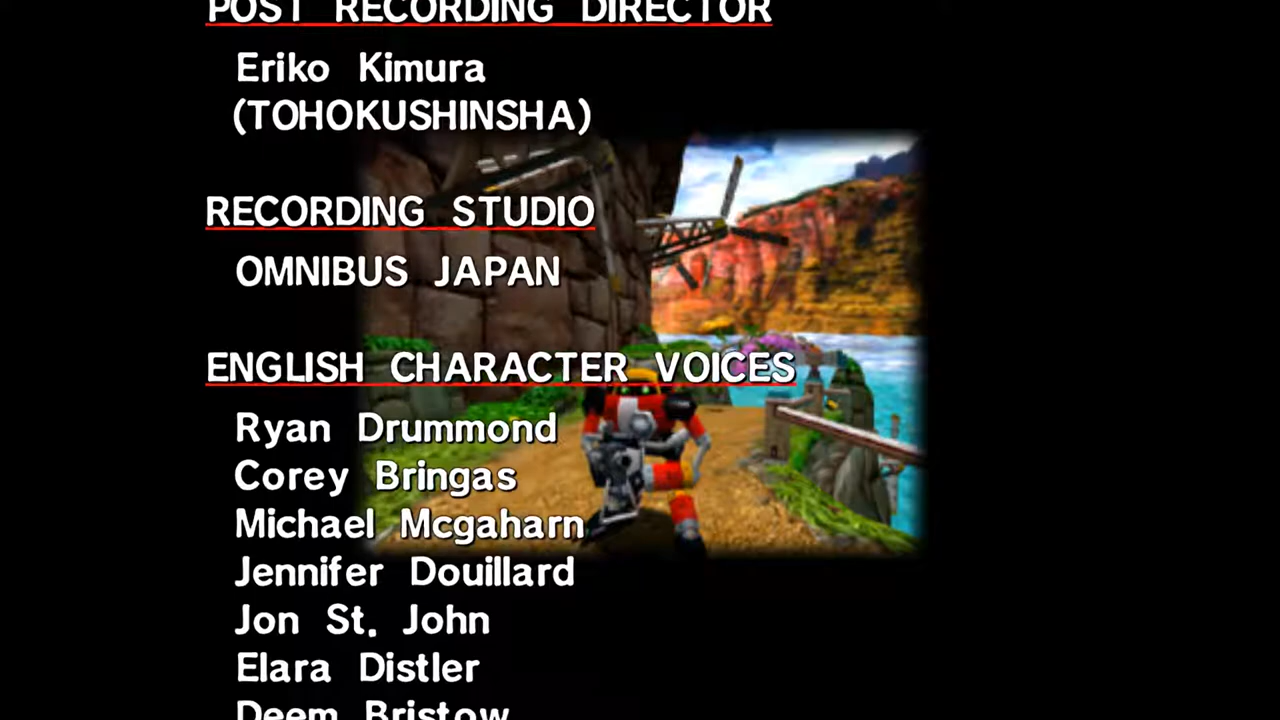 POST RECORDING DIRECTOR
Eriko Kimura
(TOHOKUSHINSHA)
RECORDING STUDIO
OMNIBUS JAPAN
ENGLISH CHARACTER VOICES
Ryan Drummond
Corey Bringas
Michael Mcgaharn
Jennifer Douillard
Jon St. John
Elara Distler
Deem Bristow